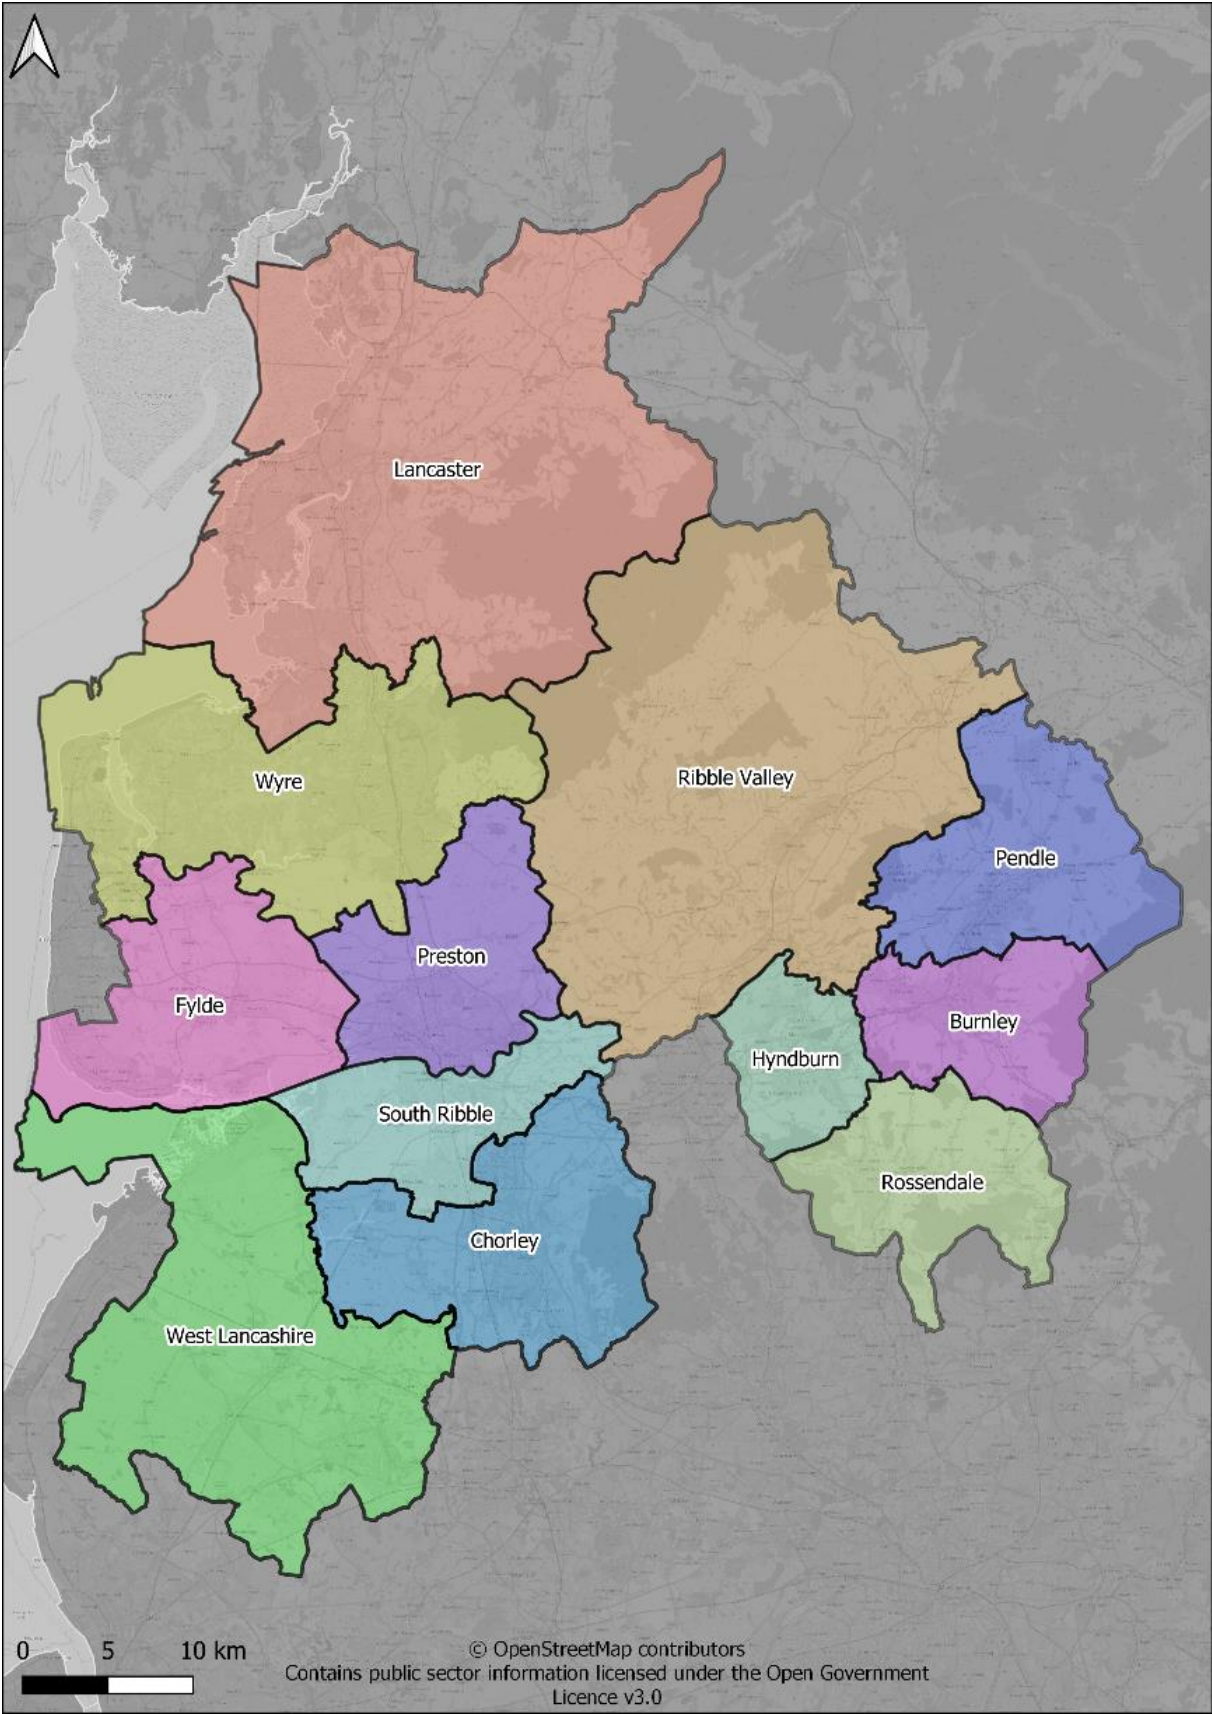 Lancaster
Wyre
Ribble Valley
Pendle
Preston
Fylde
Burnley
Hyndburn
South Ribble
Rossendale
Chorley
West Lancashire
0 5 10 km
© OpenStreetMap contributors
Contains public sector information licensed under the Open Government
Licence v3.0